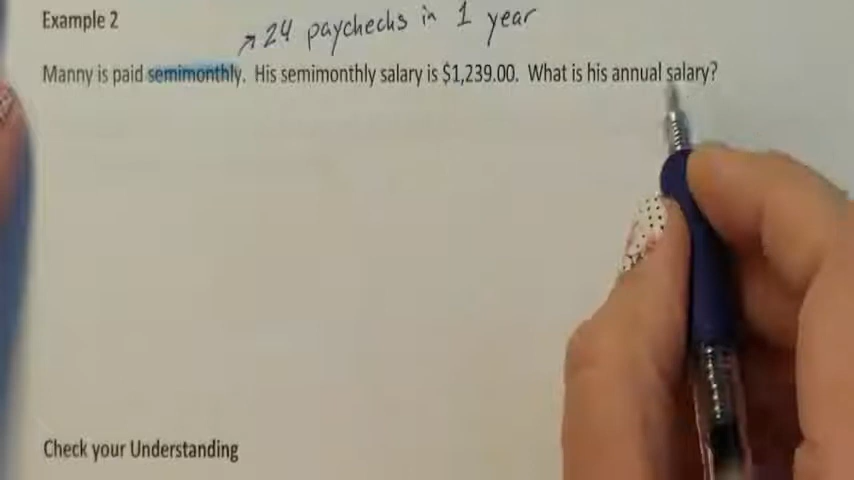 Example 2
24 paychecks in 1 year
Manny is paid semimonthly. His semimonthly salary is $1,239.00. What is his annual salary?
Check your Understanding